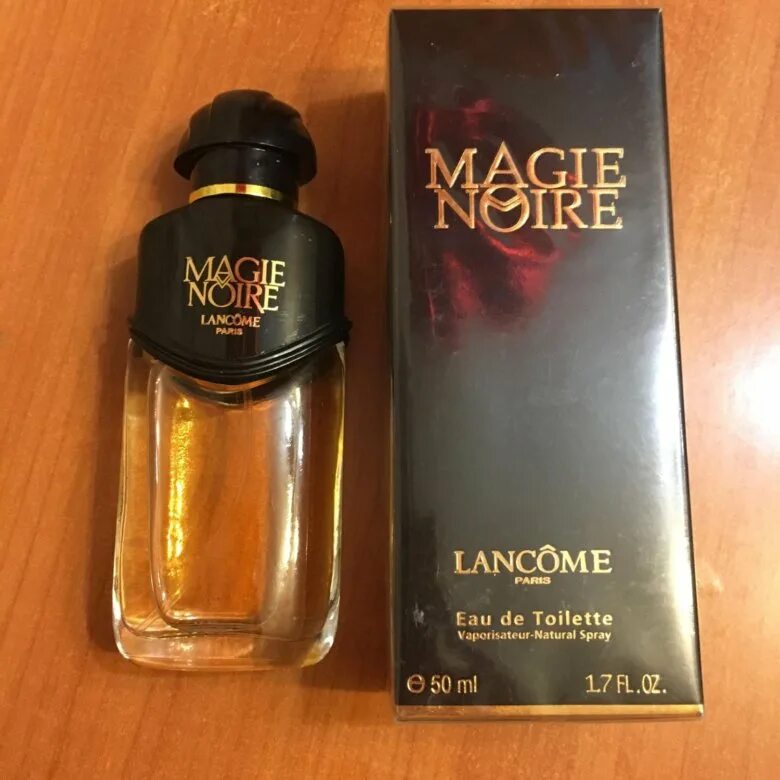 MAGIE
NOIRE
LANCÔME
PARIS
MAGIE
NOIRE
LANCÔME
PARIS
Eau de Toilette
Vaporisateur-Natural Spray
℮ 50 ml 1.7 FL.OZ.